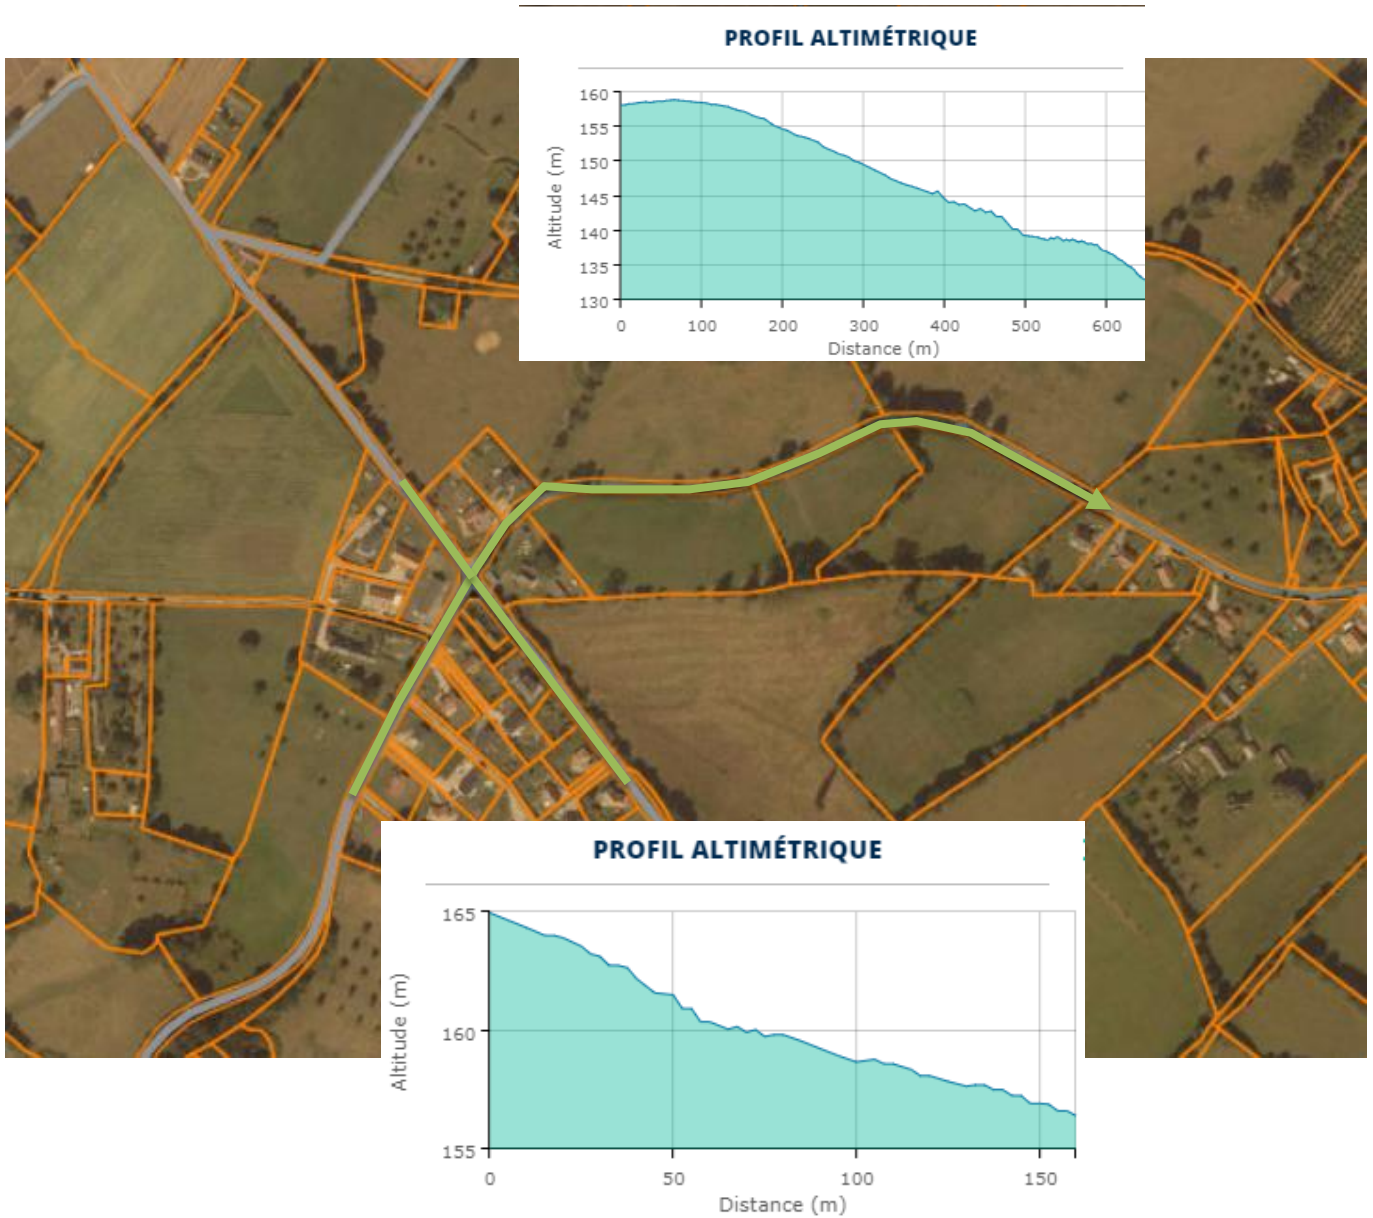 PROFIL ALTIMÉTRIQUE
160
155
150
145
140
135
130
Altitude (m)
0 100 200 300 400 500 600
Distance (m)
PROFIL ALTIMÉTRIQUE
165
160
155
Altitude (m)
0 50 100 150
Distance (m)